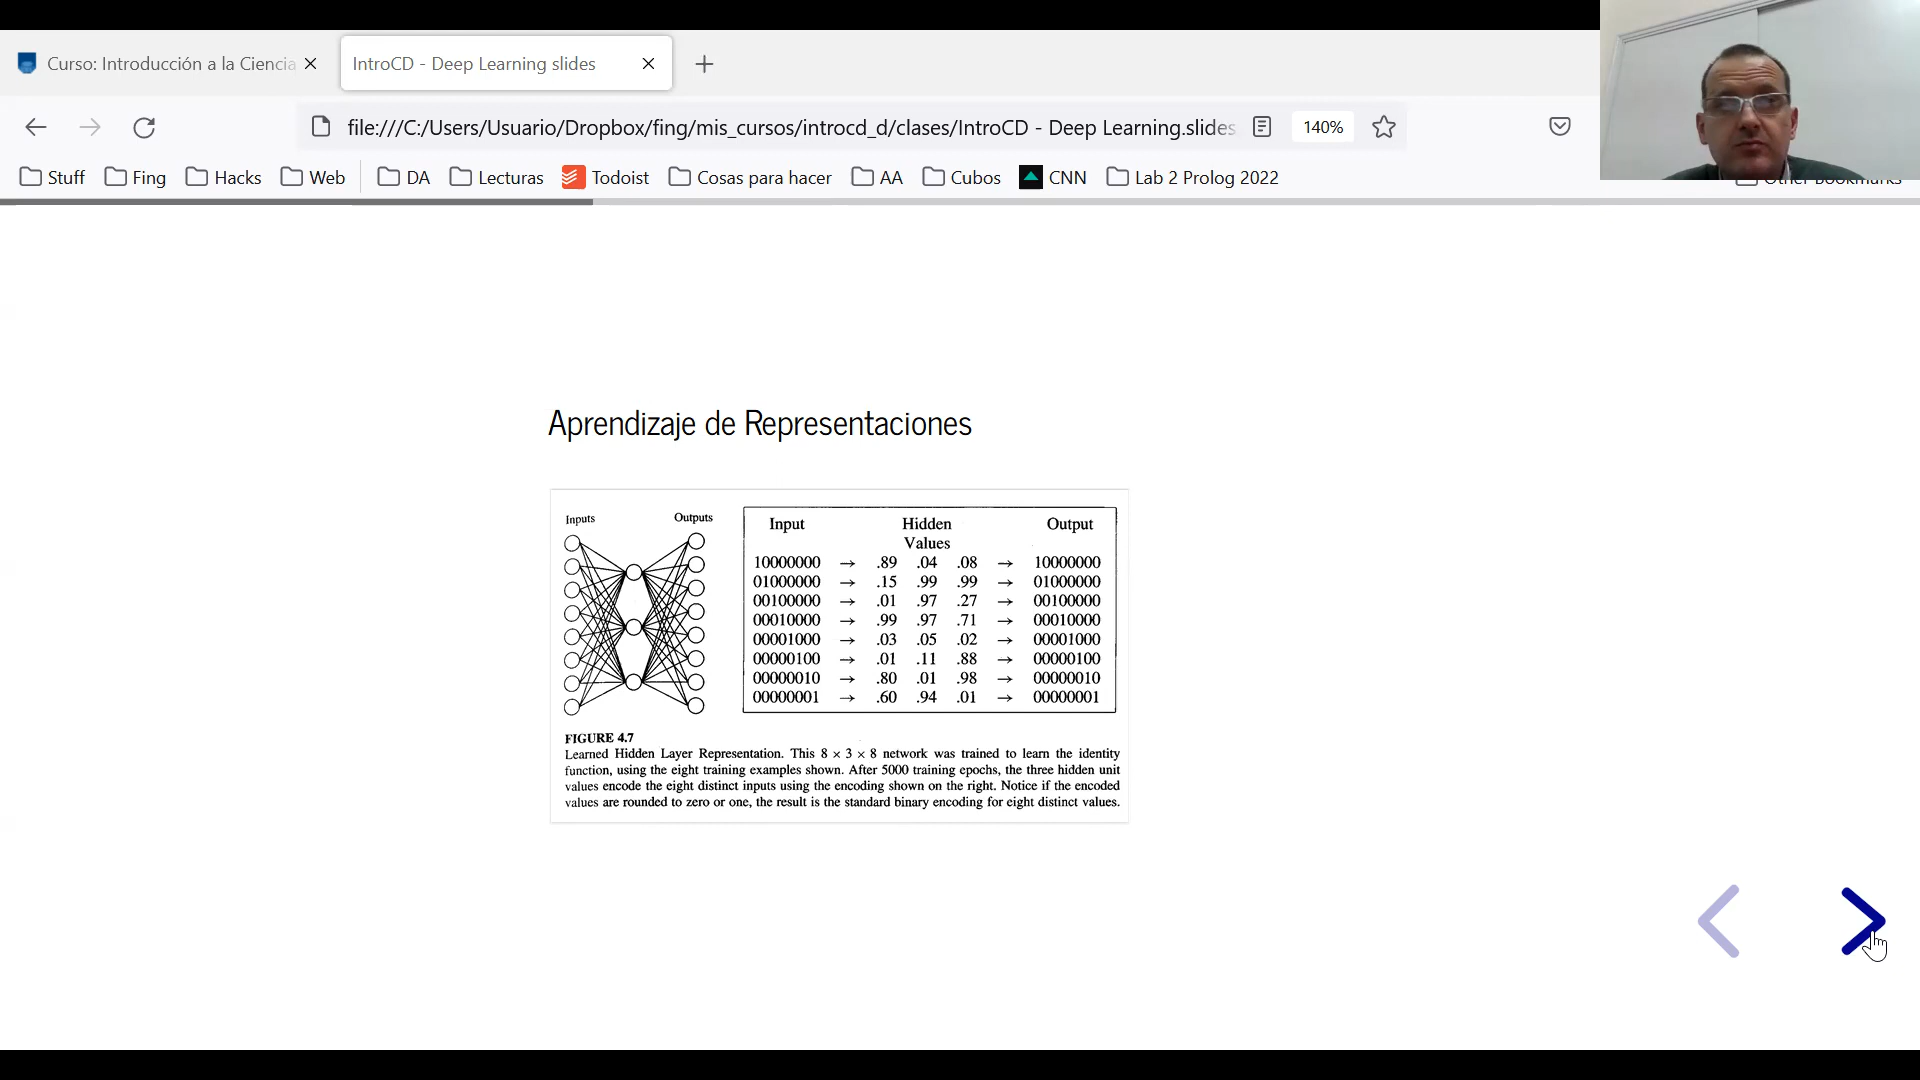 Curso: Introducción a la Ciencia
IntroCD - Deep Learning slides
file:///C:/Users/Usuario/Dropbox/fing/mis_cursos/introcd_d/clases/IntroCD - Deep Learning.slides
140%
Stuff Fing Hacks Web DA Lecturas Todoist Cosas para hacer AA Cubos CNN Lab 2 Prolog 2022 Other bookmarks
Aprendizaje de Representaciones
Inputs Outputs
Input Hidden Output
Values
10000000 → .89 .04 .08 → 10000000
01000000 → .15 .99 .99 → 01000000
00100000 → .01 .97 .27 → 00100000
00010000 → .99 .97 .71 → 00010000
00001000 → .03 .05 .02 → 00001000
00000100 → .01 .11 .88 → 00000100
00000010 → .80 .01 .98 → 00000010
00000001 → .60 .94 .01 → 00000001
FIGURE 4.7
Learned Hidden Layer Representation. This 8 × 3 × 8 network was trained to learn the identity
function, using the eight training examples shown. After 5000 training epochs, the three hidden unit
values encode the eight distinct inputs using the encoding shown on the right. Notice if the encoded
values are rounded to zero or one, the result is the standard binary encoding for eight distinct values.